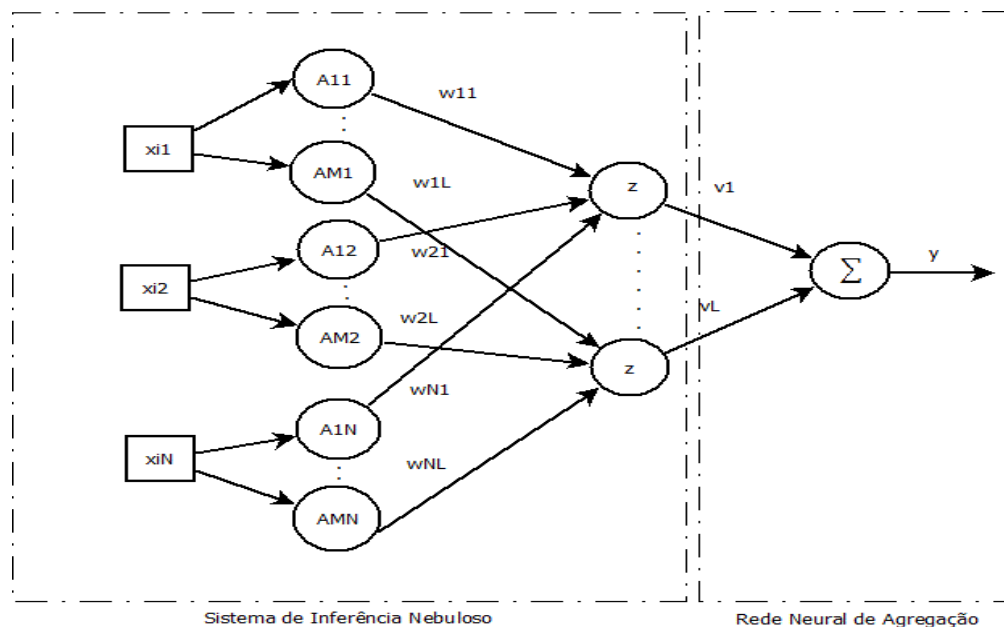 A11
w11
xi1
AM1
w1L
z
v1
A12
w21
xi2
Σ
y
AM2
w2L
vL
z
wN1
A1N
xiN
wNL
AMN
Sistema de Inferência Nebuloso
Rede Neural de Agregação